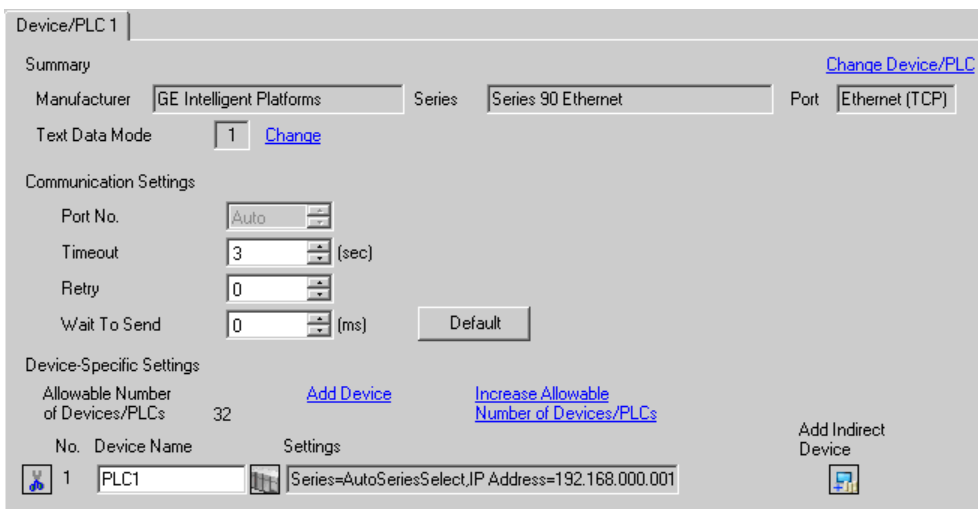 Device/PLC 1
Summary Change Device/PLC
Manufacturer GE Intelligent Platforms Series Series 90 Ethernet Port Ethernet (TCP)
Text Data Mode 1 Change
Communication Settings
Port No. Auto
Timeout 3 (sec)
Retry 0
Wait To Send 0 (ms) Default
Device-Specific Settings
Allowable Number Add Device Increase Allowable
of Devices/PLCs 32 Number of Devices/PLCs
Add Indirect
No. Device Name Settings Device
1 PLC1 Series=AutoSeriesSelect,IP Address=192.168.000.001